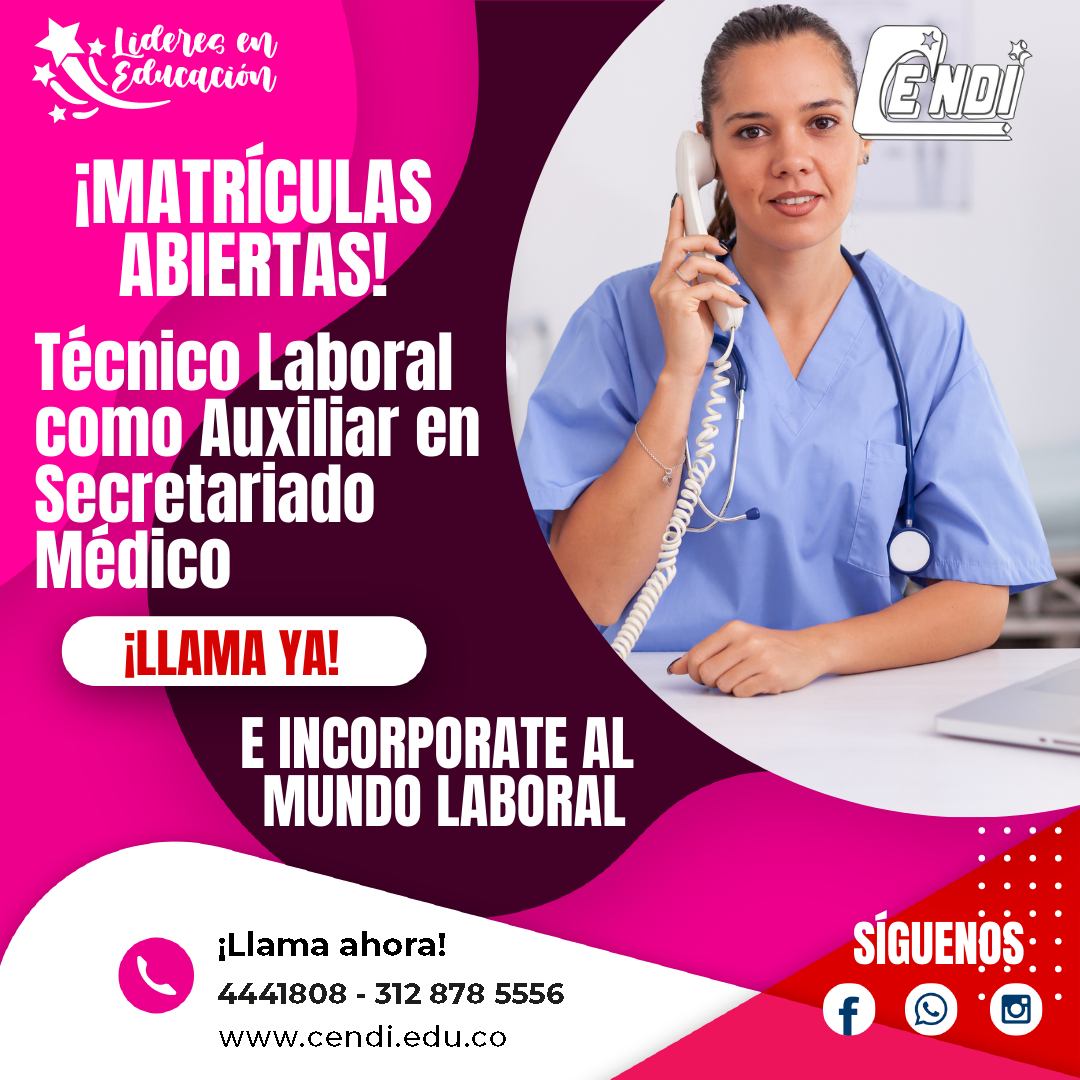 Lideres en
Educación
CENDI
¡MATRÍCULAS
ABIERTAS!
Técnico Laboral
como Auxiliar en
Secretariado
Médico
¡LLAMA YA!
E INCORPORATE AL
MUNDO LABORAL
¡Llama ahora!
4441808 - 312 878 5556
www.cendi.edu.co
SÍGUENOS